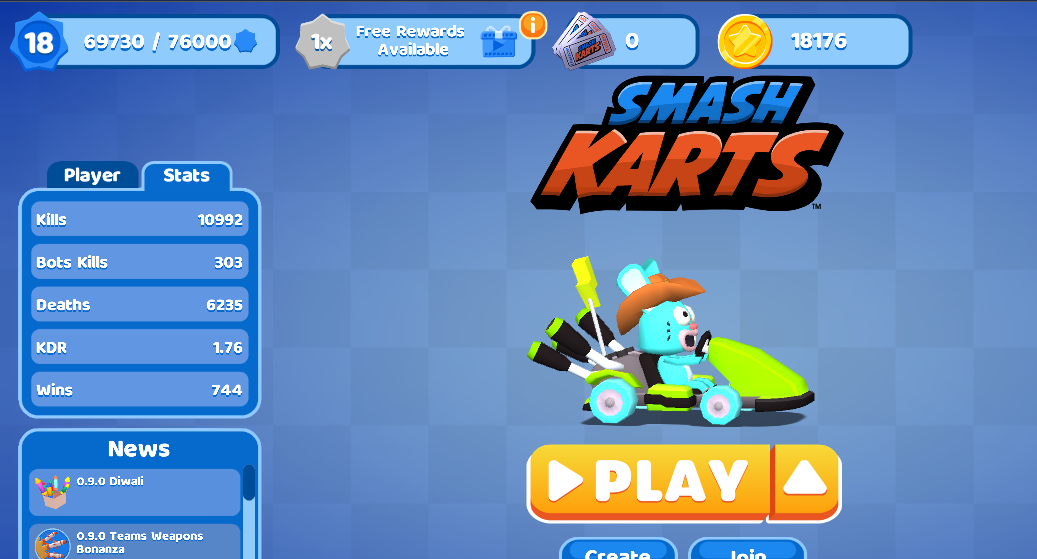 18
69730 / 76000
1x
Free Rewards
Available
i
0
18176
SMASH
KARTS
SMASH
KARTS™
Player
Stats
Kills 10992
Bots Kills 303
Deaths 6235
KDR 1.76
Wins 744
News
0.9.0 Diwali
0.9.0 Teams Weapons
Bonanza
PLAY
Create
Join